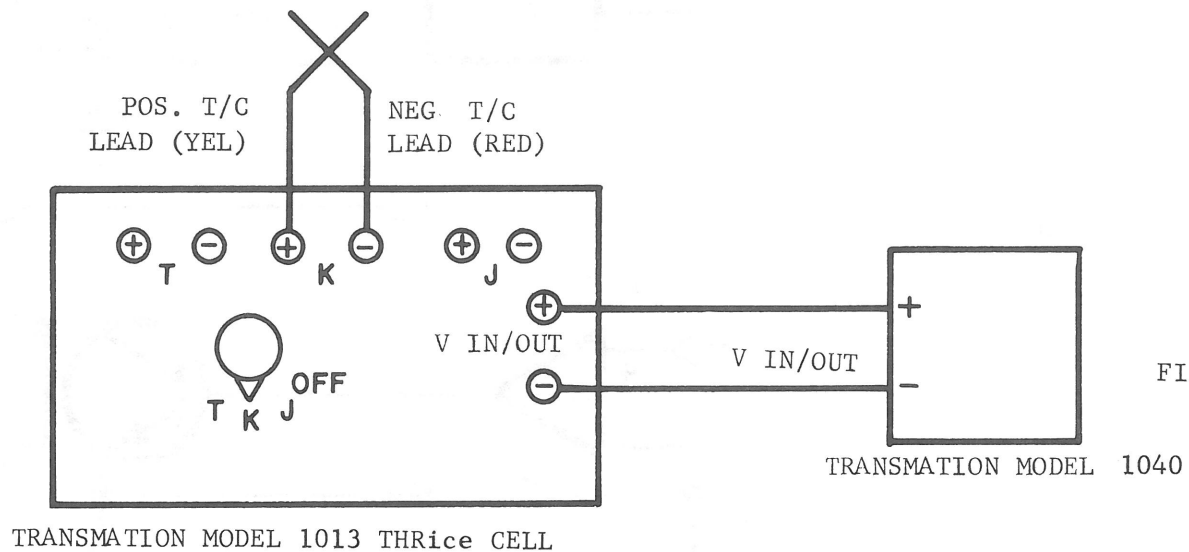 POS. T/C
LEAD (YEL)
NEG. T/C
LEAD (RED)
+ - + - + -
T K J
+
V IN/OUT
-
T K J OFF
+
V IN/OUT
-
FI
TRANSMATION MODEL 1040
TRANSMATION MODEL 1013 THRice CELL